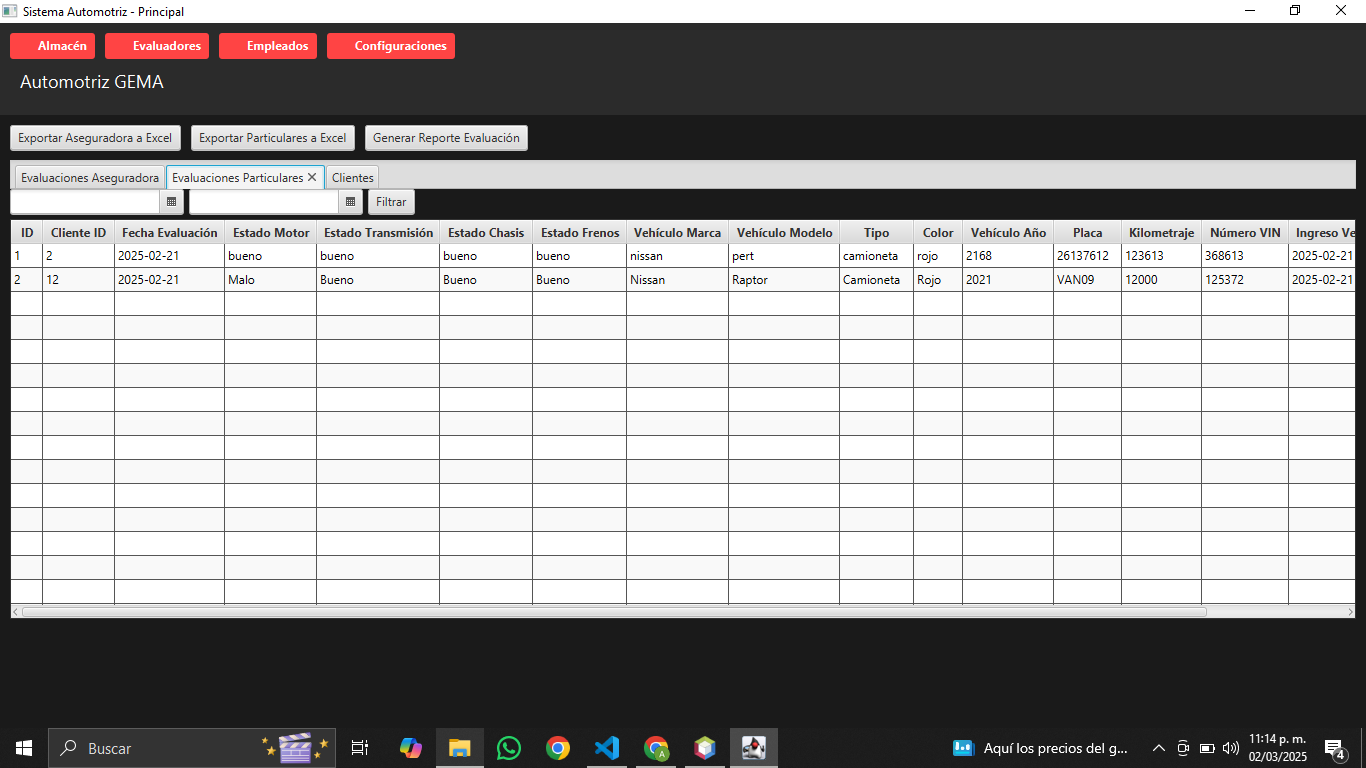 Sistema Automotriz - Principal
Almacén Evaluadores Empleados Configuraciones
Automotriz GEMA
Exportar Aseguradora a Excel Exportar Particulares a Excel Generar Reporte Evaluación
Evaluaciones Aseguradora Evaluaciones Particulares Clientes
Filtrar
ID Cliente ID Fecha Evaluación Estado Motor Estado Transmisión Estado Chasis Estado Frenos Vehículo Marca Vehículo Modelo Tipo Color Vehículo Año Placa Kilometraje Número VIN Ingreso Ve
1 2 2025-02-21 bueno bueno bueno bueno nissan pert camioneta rojo 2168 26137612 123613 368613 2025-02-21
2 12 2025-02-21 Malo Bueno Bueno Bueno Nissan Raptor Camioneta Rojo 2021 VAN09 12000 125372 2025-02-21
Buscar
Aquí los precios del g...
11:14 p. m.
02/03/2025
4